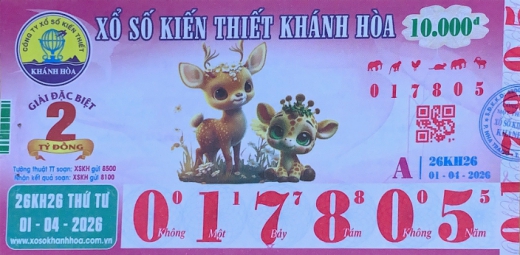 CÔNG TY XỔ SỐ KIẾN THIẾT
KHÁNH HÒA
XỔ SỐ KIẾN THIẾT KHÁNH HÒA
10.000đ
GIẢI ĐẶC BIỆT
2
TỶ ĐỒNG
Tường thuật TT soạn: XSKH gửi 8500
Nhận kết quả soạn: XSKH gửi 8100
017805
A
26KH26
01 - 04 - 2026
26KH26 THỨ TƯ
01 - 04 - 2026
www.xosokhanhhoa.com.vn
0 0 1 7 8 0 5 5
Không Một Bảy Tám Không Năm